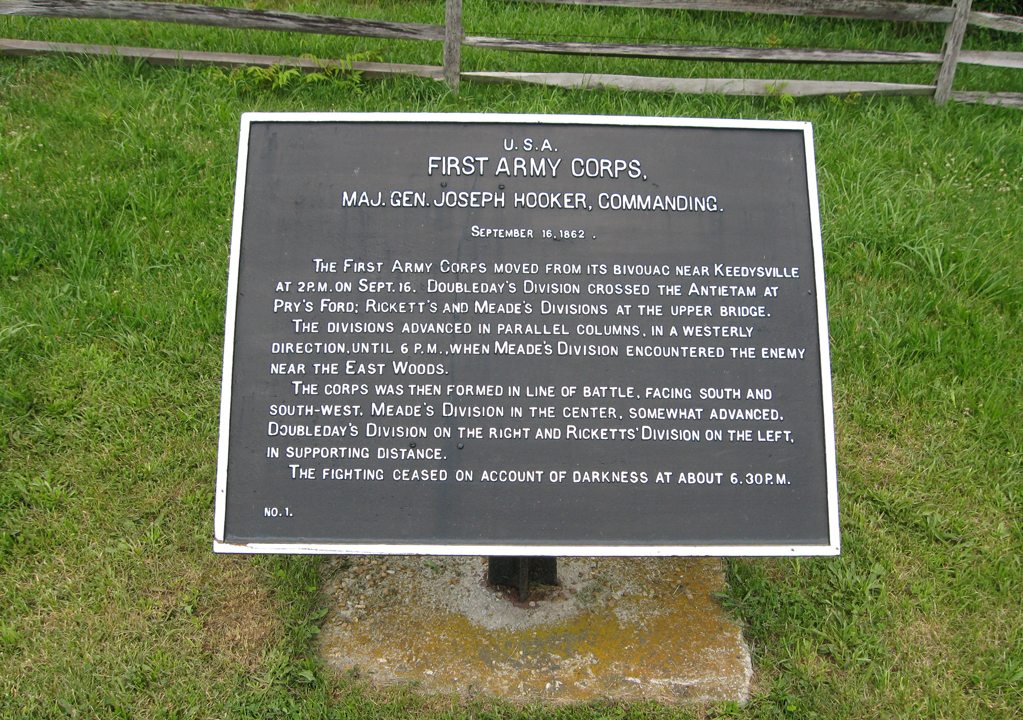 U.S.A.
FIRST ARMY CORPS,
MAJ. GEN. JOSEPH HOOKER, COMMANDING.
SEPTEMBER 16, 1862.
THE FIRST ARMY CORPS MOVED FROM ITS BIVOUAC NEAR KEEDYSVILLE
AT 2 P.M. ON SEPT. 16. DOUBLEDAY'S DIVISION CROSSED THE ANTIETAM AT
PRY'S FORD; RICKETT'S AND MEADE'S DIVISIONS AT THE UPPER BRIDGE.
THE DIVISIONS ADVANCED IN PARALLEL COLUMNS, IN A WESTERLY
DIRECTION, UNTIL 6 P.M., WHEN MEADE'S DIVISION ENCOUNTERED THE ENEMY
NEAR THE EAST WOODS.
THE CORPS WAS THEN FORMED IN LINE OF BATTLE, FACING SOUTH AND
SOUTH-WEST. MEADE'S DIVISION IN THE CENTER, SOMEWHAT ADVANCED.
DOUBLEDAY'S DIVISION ON THE RIGHT AND RICKETTS' DIVISION ON THE LEFT,
IN SUPPORTING DISTANCE.
THE FIGHTING CEASED ON ACCOUNT OF DARKNESS AT ABOUT 6.30 P.M.
NO. 1.